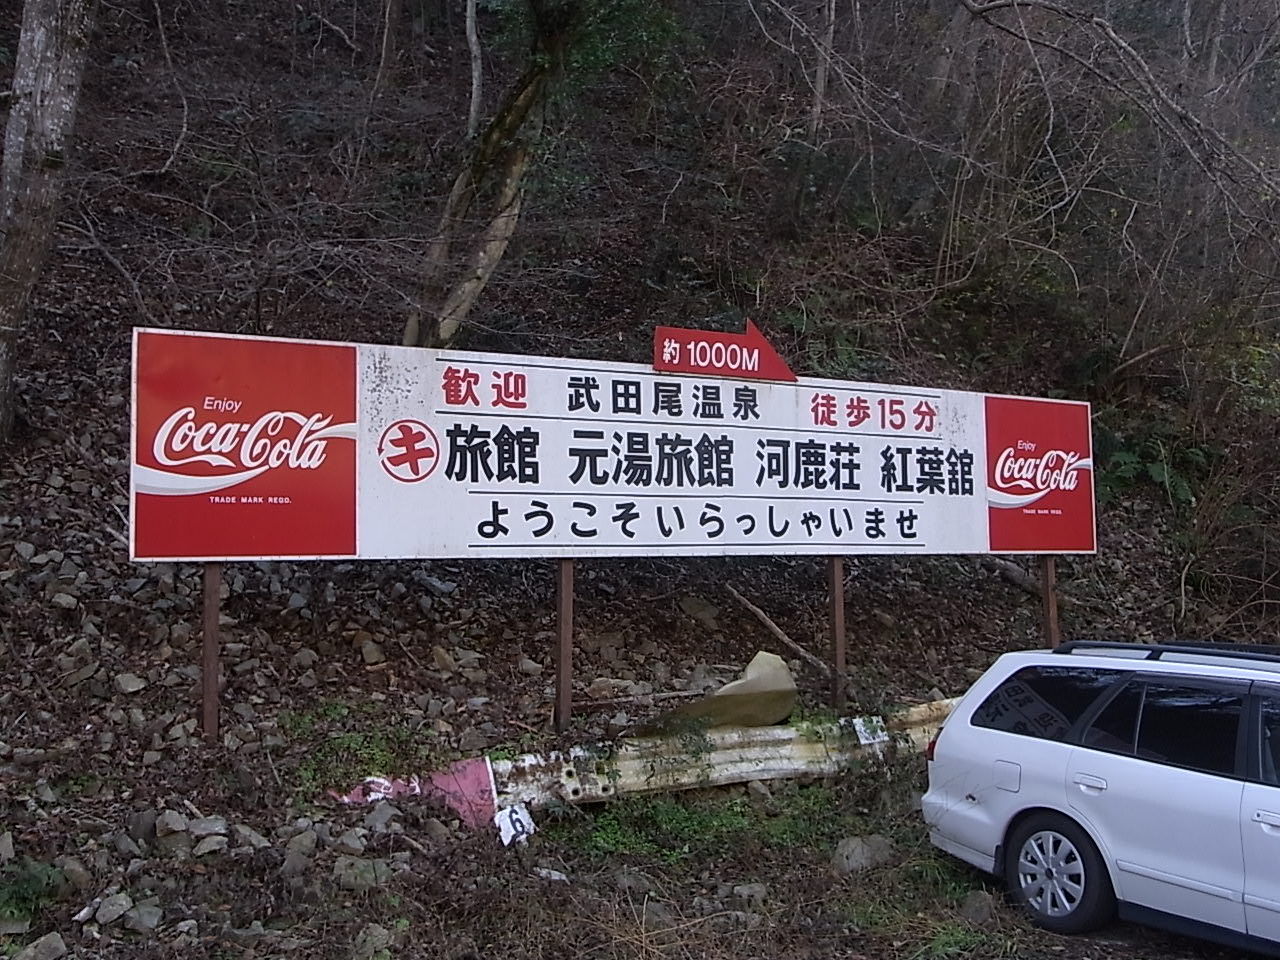 約1000M
Enjoy
Coca-Cola
TRADE MARK REGD.
歓迎 武田尾温泉 徒歩15分
キ旅館 元湯旅館 河鹿荘 紅葉舘
ようこそいらっしゃいませ
Enjoy
Coca-Cola
TRADE MARK REGD.
6